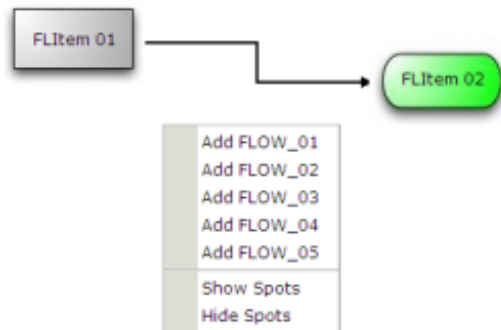 FLItem 01
FLItem 02
Add FLOW_01
Add FLOW_02
Add FLOW_03
Add FLOW_04
Add FLOW_05
Show Spots
Hide Spots